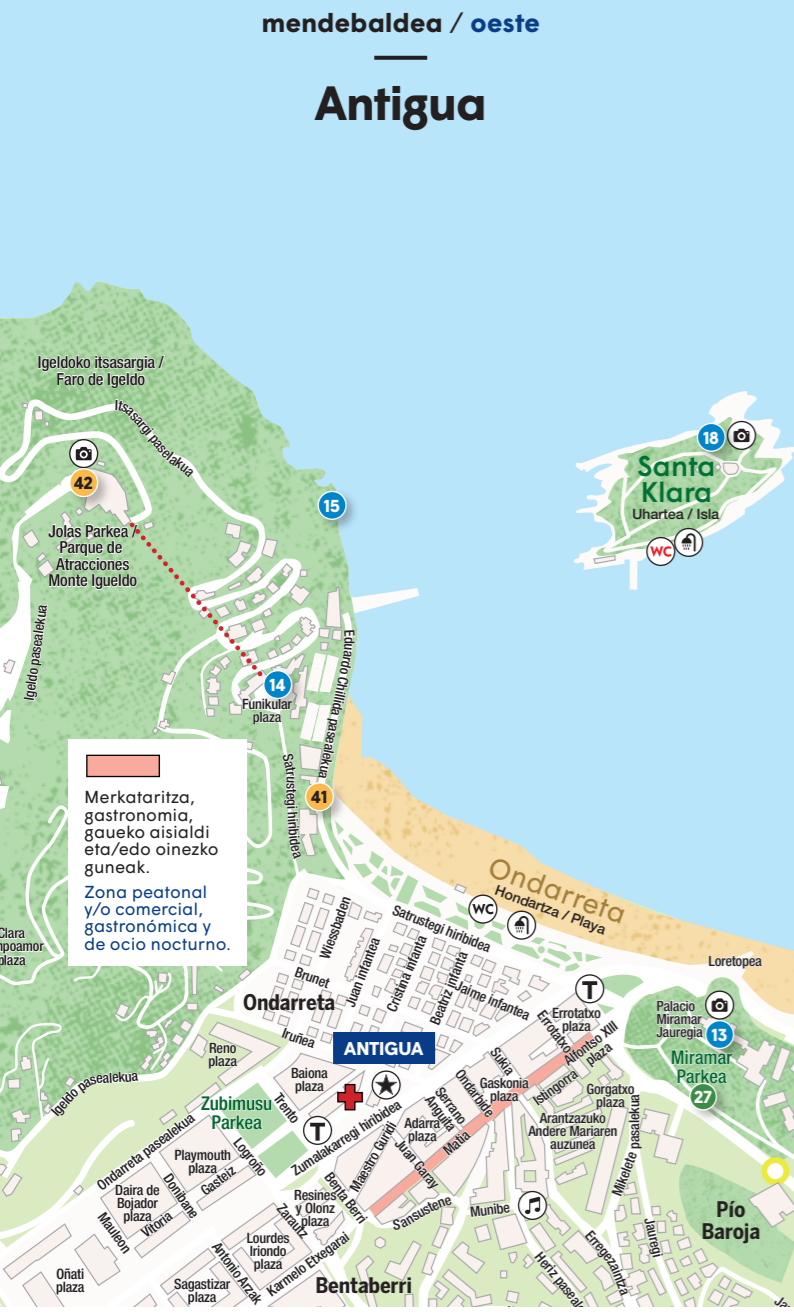 mendebaldea / oeste
Antigua
Igeldoko itsasargia /
Faro de Igeldo
Itsasargi paselakua
42
18
Santa
Klara
Uhartea / Isla
WC
15
Jolas Parkea /
Parque de
Atracciones
Monte Igueldo
Igeldo pasealekua
14
Funikular
plaza
Eduardo Chillida pasealekua
Satrustegi hiribidea
41
Merkataritza,
gastronomia,
gaueko aisialdi
eta/edo oinezko
guneak.
Zona peatonal
y/o comercial,
gastronómica y
de ocio nocturno.
Clara
mpoamor
plaza
Ondarreta
Hondartza / Playa
WC
Satrustegi hiribidea
Loretopea
Wiessbaden
Juan infantea
Cristina infanta
Beatriz infanta
Jaime infantea
Brunet
Ondarreta
Iruñea
T
Errotatxo
plaza
Errotatxo
Alfontso XIII
plaza
Palacio
Miramar
Jauregia
13
Miramar
Parkea
27
ANTIGUA
Reno
plaza
Baiona
plaza
Igeldo pasealekua
Zubimusu
Parkea
Trento
T
Zumalakarregi hiribidea
Sukia
Ondarbide
Gaskonia
plaza
Istingorra
Gorgatxo
plaza
Serrano
Anguita
Adarra
plaza
Matia
Arantzazuko
Andere Mariaren
auzunea
Mikelete pasalekua
Ondarreta pasealekua
Logroño
Playmouth
plaza
Gasteiz
Maestro Guridi
Juan Garay
Benta Berri
Daira de
Bojador
plaza
Donibane
Vitoria
Mauleon
Resines
y Oloriz
plaza
Zarautz
Sansustene
Munibe
Pío
Baroja
Jauregi
Erregezaintza
Heriz paseal
Lourdes
Iriondo
plaza
Karmelo Etxegarai
Antonio Arzak
Oñati
plaza
Sagastizar
plaza
Bentaberri
Ja